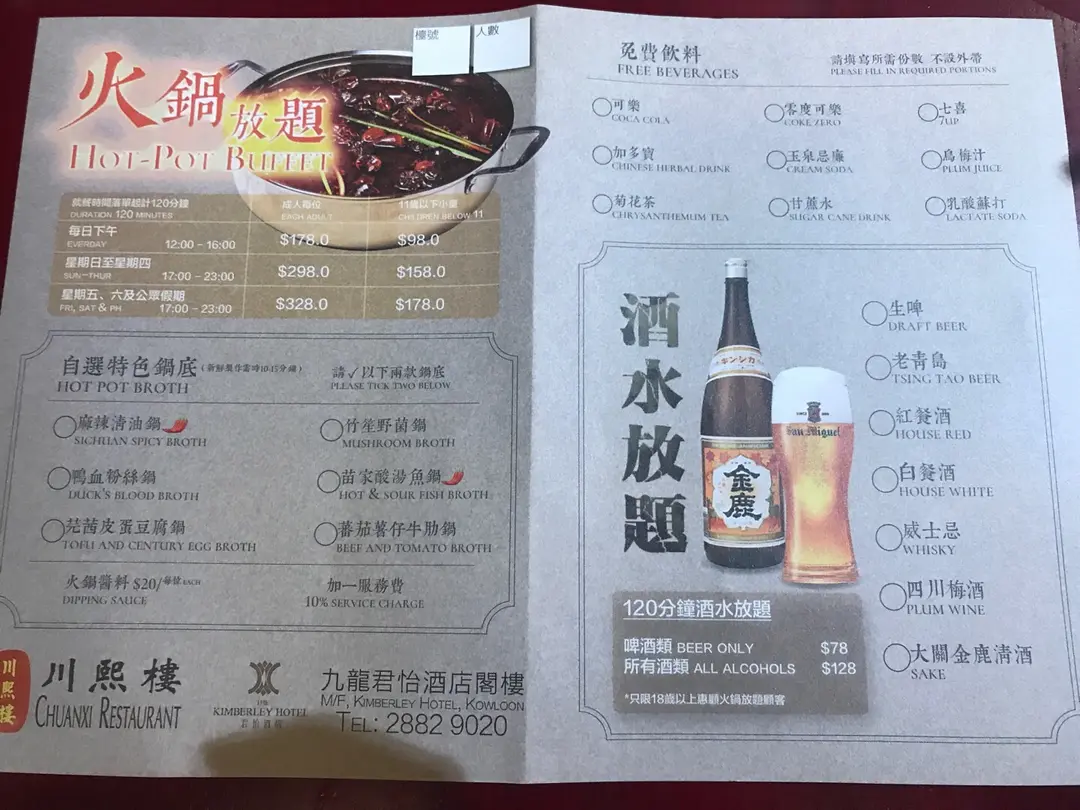 檯號 人數
火鍋放題
HOT-POT BUFFET
DURATION 120 MINUTES
成人每位 11歲以下小童
EACH ADULT CHILDREN BELOW 11
每日下午
EVERDAY 12:00 - 16:00 $178.0 $98.0
星期日至星期四
SUN-THUR 17:00 - 23:00 $298.0 $158.0
星期五、六及公眾假期
FRI, SAT & PH 17:00 - 23:00 $328.0 $178.0
自選特色鍋底 (新鮮製作需時10-15分鐘) 請✓以下兩款鍋底
HOT POT BROTH PLEASE TICK TWO BELOW
麻辣清油鍋 竹笙野菌鍋
SICHUAN SPICY BROTH MUSHROOM BROTH
鴨血粉絲鍋 苗家酸湯魚鍋
DUCK'S BLOOD BROTH HOT & SOUR FISH BROTH
芫茜皮蛋豆腐鍋 蕃茄薯仔牛肋鍋
TOFU AND CENTURY EGG BROTH BEEF AND TOMATO BROTH
火鍋醬料 $20/每位 EACH 加一服務費
DIPPING SAUCE 10% SERVICE CHARGE
川熙樓
川熙樓
CHUANXI RESTAURANT
THE
KIMBERLEY HOTEL
君怡酒店
九龍君怡酒店閣樓
M/F, KIMBERLEY HOTEL, KOWLOON
TEL: 2882 9020
免費飲料 請填寫所需份數 不設外帶
FREE BEVERAGES PLEASE FILL IN REQUIRED PORTIONS
可樂 零度可樂 七喜
COCA COLA COKE ZERO 7UP
加多寶 玉泉忌廉 烏梅汁
CHINESE HERBAL DRINK CREAM SODA PLUM JUICE
菊花茶 甘蔗水 乳酸蘇打
CHRYSANTHEMUM TEA SUGAR CANE DRINK LACTATE SODA
酒水放題
キンシカ
金鹿
San Miguel
生啤
DRAFT BEER
老青島
TSING TAO BEER
紅餐酒
HOUSE RED
白餐酒
HOUSE WHITE
威士忌
WHISKY
四川梅酒
PLUM WINE
大關金鹿清酒
SAKE
120分鐘酒水放題
啤酒類 BEER ONLY $78
所有酒類 ALL ALCOHOLS $128
*只限18歲以上惠顧火鍋放題顧客